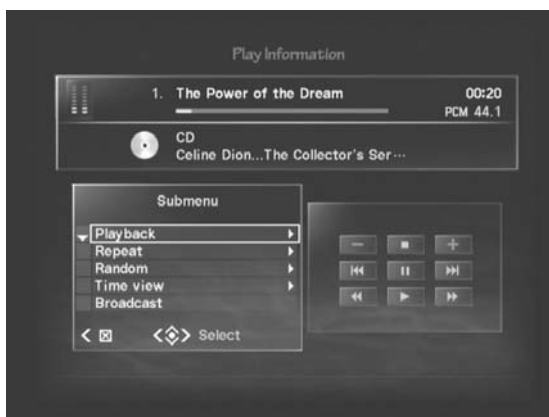 Play Information
1. The Power of the Dream 00:20
PCM 44.1
CD
Celine Dion...The Collector's Ser...
Submenu
Playback
Repeat
Random
Time view
Broadcast
Select